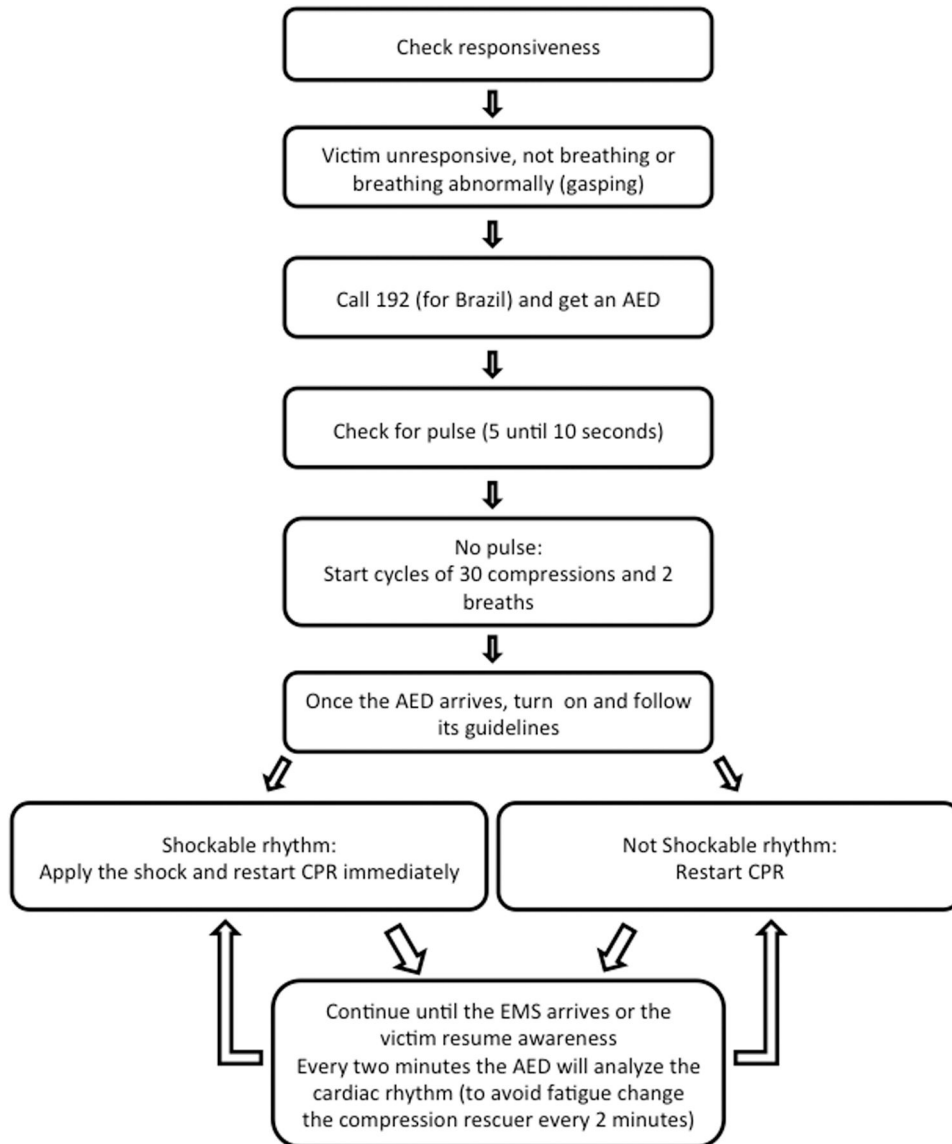 Check responsiveness
Victim unresponsive, not breathing or
breathing abnormally (gasping)
Call 192 (for Brazil) and get an AED
Check for pulse (5 until 10 seconds)
No pulse:
Start cycles of 30 compressions and 2
breaths
Once the AED arrives, turn on and follow
its guidelines
Shockable rhythm:
Apply the shock and restart CPR immediately
Not Shockable rhythm:
Restart CPR
Continue until the EMS arrives or the
victim resume awareness
Every two minutes the AED will analyze the
cardiac rhythm (to avoid fatigue change
the compression rescuer every 2 minutes)